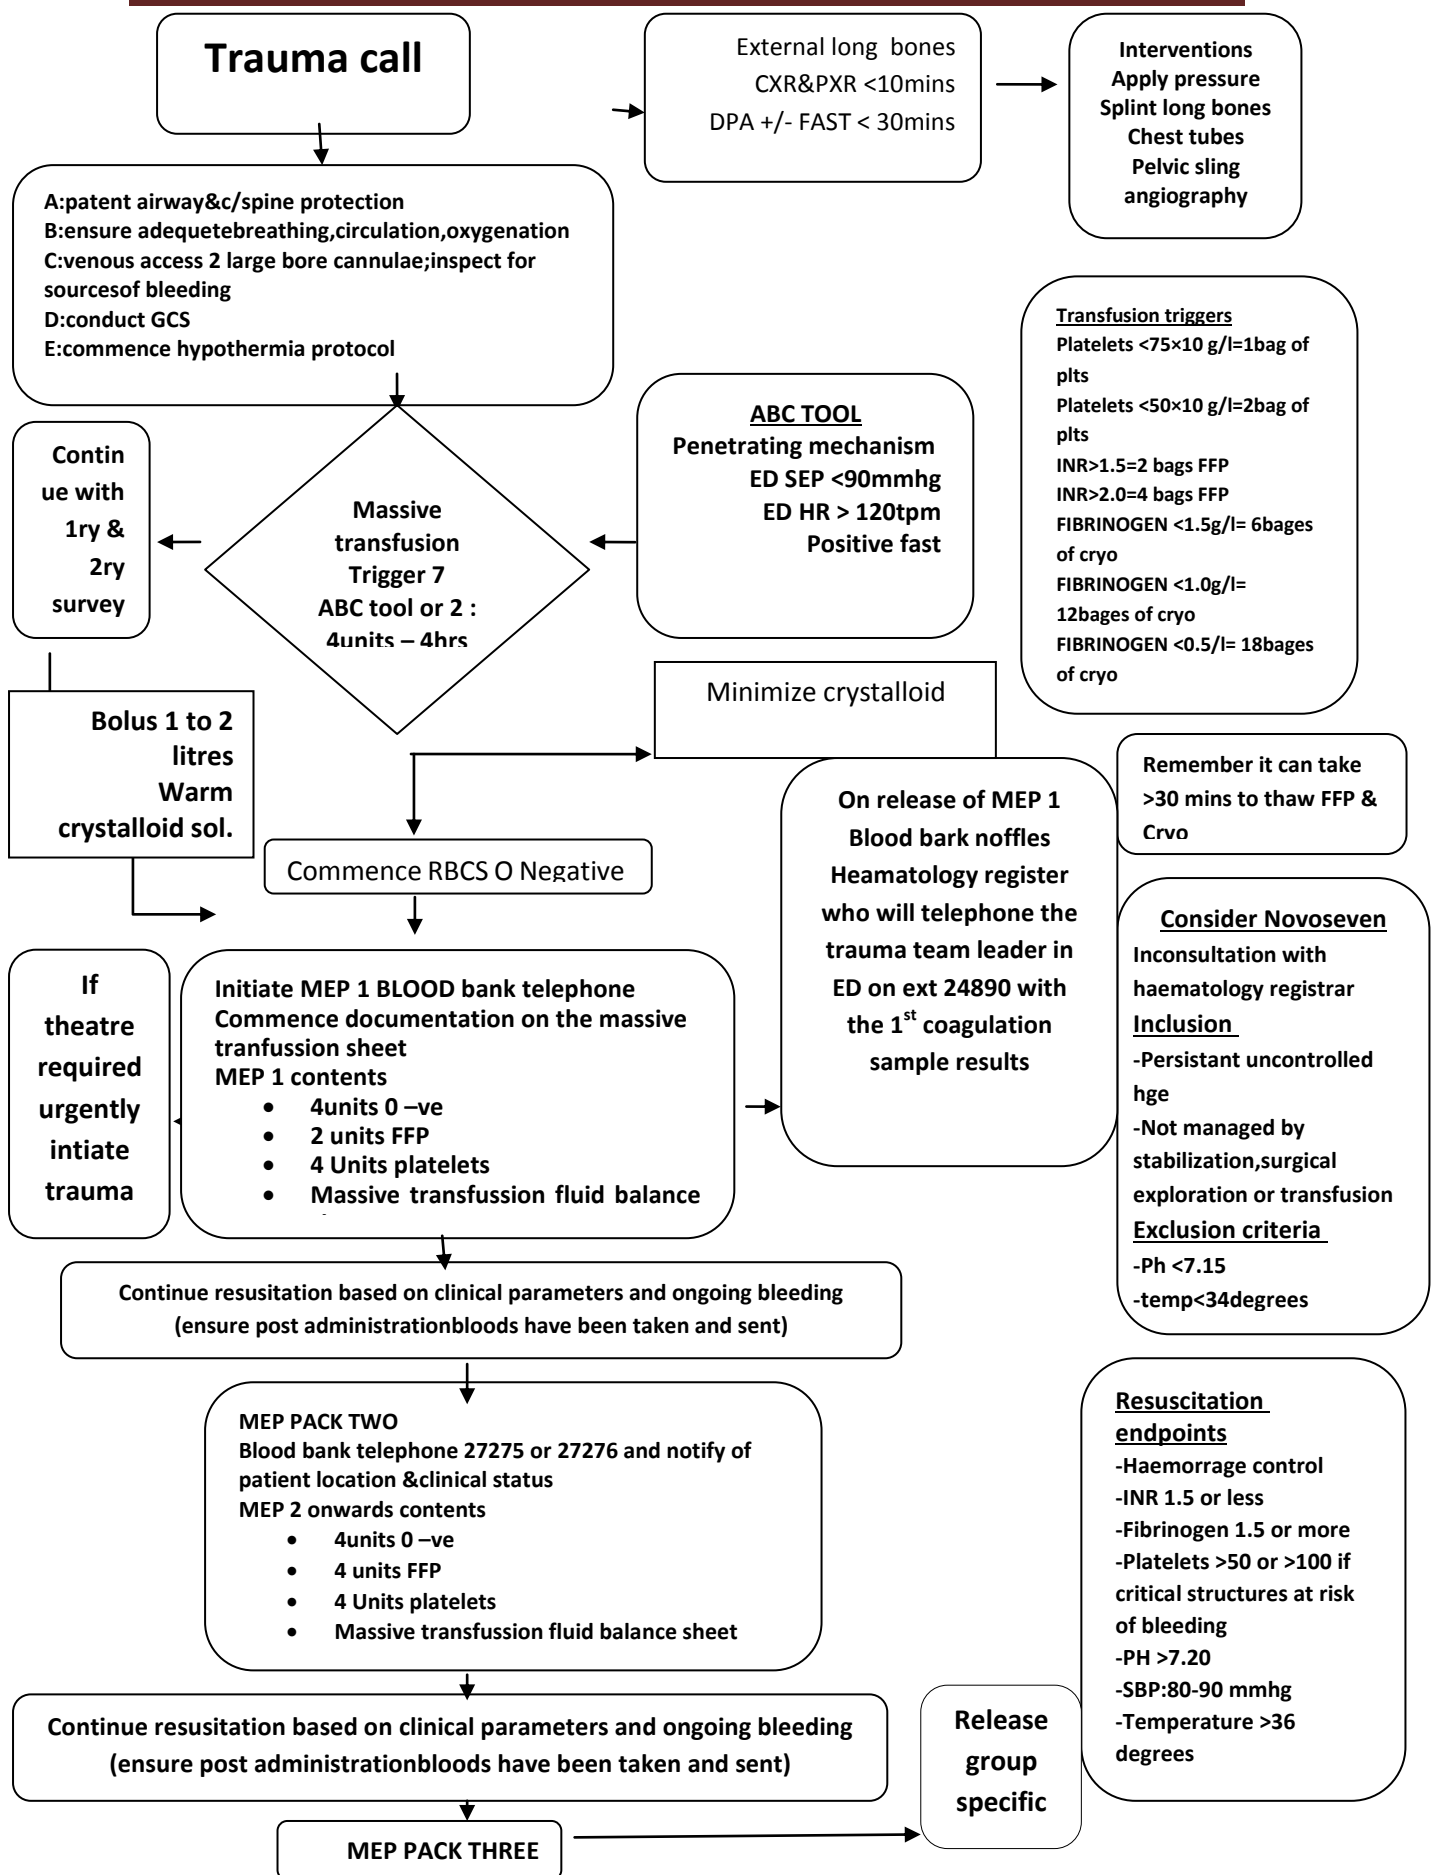 Trauma call
External long bones
CXR&PXR <10mins
DPA +/- FAST < 30mins
Interventions
Apply pressure
Splint long bones
Chest tubes
Pelvic sling
angiography
A:patent airway&c/spine protection
B:ensure adequetebreathing,circulation,oxygenation
C:venous access 2 large bore cannulae;inspect for
sourcesof bleeding
D:conduct GCS
E:commence hypothermia protocol
Transfusion triggers
Platelets <75×10 g/l=1bag of
plts
Platelets <50×10 g/l=2bag of
plts
INR>1.5=2 bags FFP
INR>2.0=4 bags FFP
FIBRINOGEN <1.5g/l= 6bages
of cryo
FIBRINOGEN <1.0g/l=
12bages of cryo
FIBRINOGEN <0.5/l= 18bages
of cryo
ABC TOOL
Penetrating mechanism
ED SEP <90mmhg
ED HR > 120tpm
Positive fast
Massive
transfusion
Trigger 7
ABC tool or 2 :
4units – 4hrs
Contin
ue with
1ry &
2ry
survey
Minimize crystalloid
Bolus 1 to 2
litres
Warm
crystalloid sol.
Commence RBCS O Negative
On release of MEP 1
Blood bark noffles
Heamatology register
who will telephone the
trauma team leader in
ED on ext 24890 with
the 1st coagulation
sample results
Remember it can take
>30 mins to thaw FFP &
Cryo
Consider Novoseven
Inconsultation with
haematology registrar
Inclusion
-Persistant uncontrolled
hge
-Not managed by
stabilization,surgical
exploration or transfusion
Exclusion criteria
-Ph <7.15
-temp<34degrees
If
theatre
required
urgently
intiate
trauma
Initiate MEP 1 BLOOD bank telephone
Commence documentation on the massive
tranfussion sheet
MEP 1 contents
• 4units 0 –ve
• 2 units FFP
• 4 Units platelets
• Massive transfussion fluid balance
Continue resusitation based on clinical parameters and ongoing bleeding
(ensure post administrationbloods have been taken and sent)
MEP PACK TWO
Blood bank telephone 27275 or 27276 and notify of
patient location &clinical status
MEP 2 onwards contents
• 4units 0 –ve
• 4 units FFP
• 4 Units platelets
• Massive transfussion fluid balance sheet
Resuscitation
endpoints
-Haemorrage control
-INR 1.5 or less
-Fibrinogen 1.5 or more
-Platelets >50 or >100 if
critical structures at risk
of bleeding
-PH >7.20
-SBP:80-90 mmhg
-Temperature >36
degrees
Continue resusitation based on clinical parameters and ongoing bleeding
(ensure post administrationbloods have been taken and sent)
Release
group
specific
MEP PACK THREE